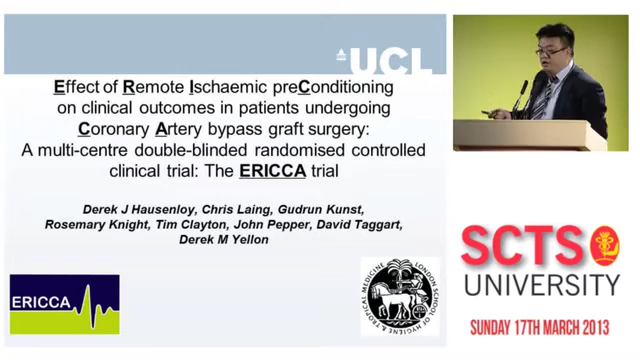 UCL
Effect of Remote Ischaemic preConditioning
on clinical outcomes in patients undergoing
Coronary Artery bypass graft surgery:
A multi-centre double-blinded randomised controlled
clinical trial: The ERICCA trial
Derek J Hausenloy, Chris Laing, Gudrun Kunst,
Rosemary Knight, Tim Clayton, John Pepper, David Taggart,
Derek M Yellon
ERICCA
LONDON SCHOOL OF HYGIENE & TROPICAL MEDICINE
SCTS
UNIVERSITY
SUNDAY 17TH MARCH 2013